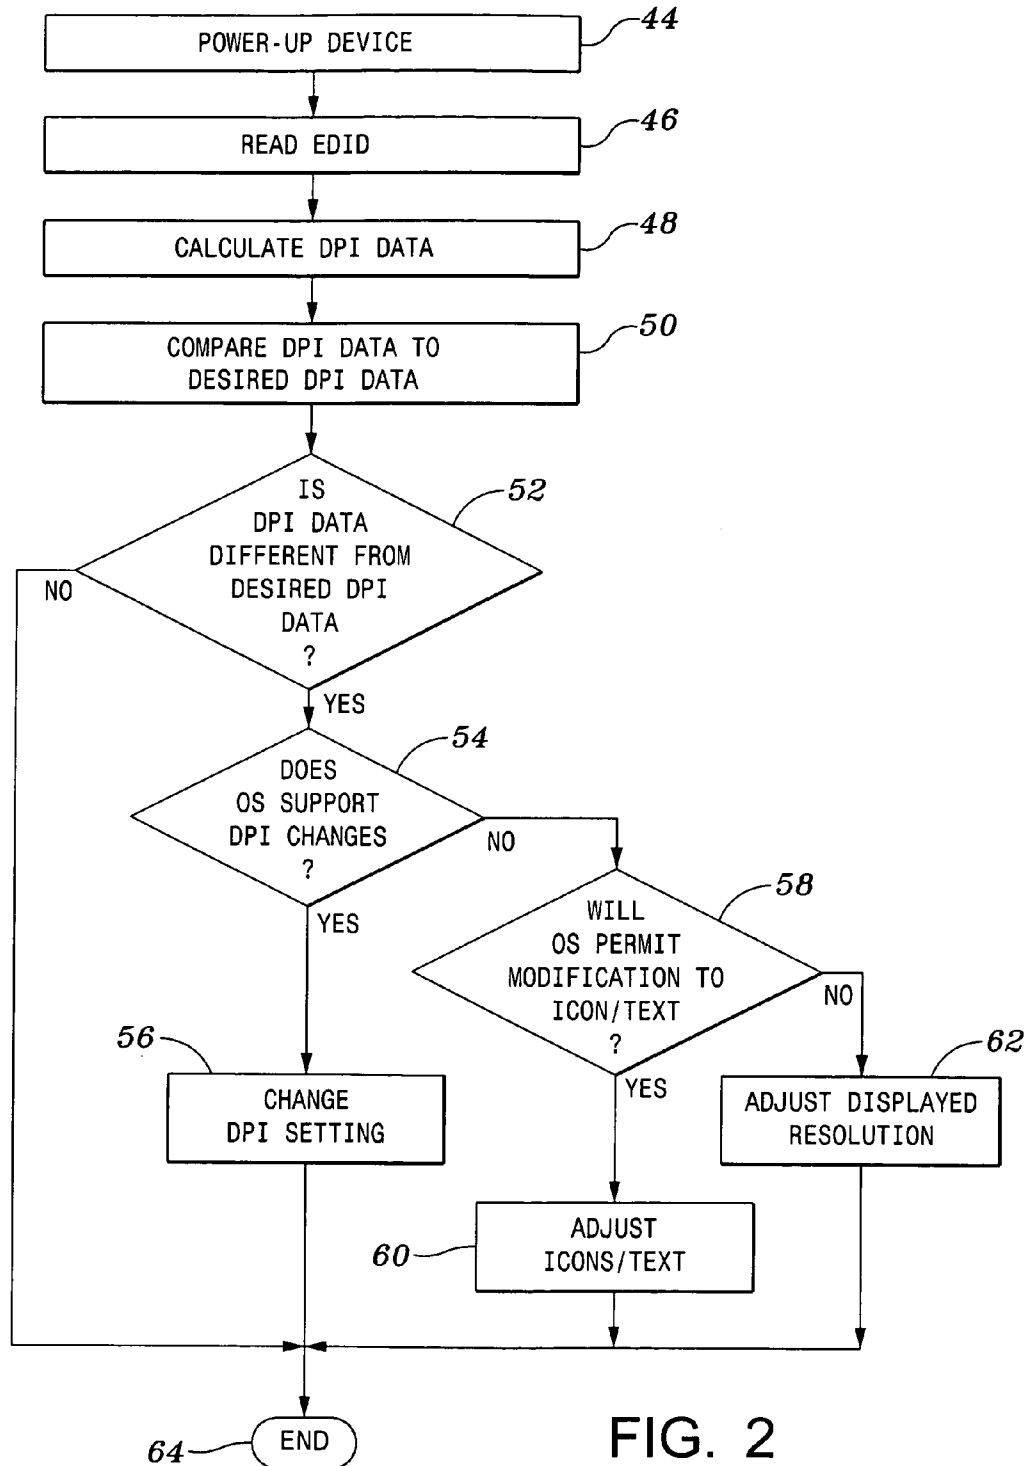 POWER-UP DEVICE
44
READ EDID
46
CALCULATE DPI DATA
48
COMPARE DPI DATA TO
DESIRED DPI DATA
50
IS
DPI DATA
DIFFERENT FROM
DESIRED DPI
DATA
?
52
NO
YES
DOES
OS SUPPORT
DPI CHANGES
?
54
NO
YES
WILL
OS PERMIT
MODIFICATION TO
ICON/TEXT
?
58
NO
YES
56
CHANGE
DPI SETTING
62
ADJUST DISPLAYED
RESOLUTION
60
ADJUST
ICONS/TEXT
64
END
FIG. 2